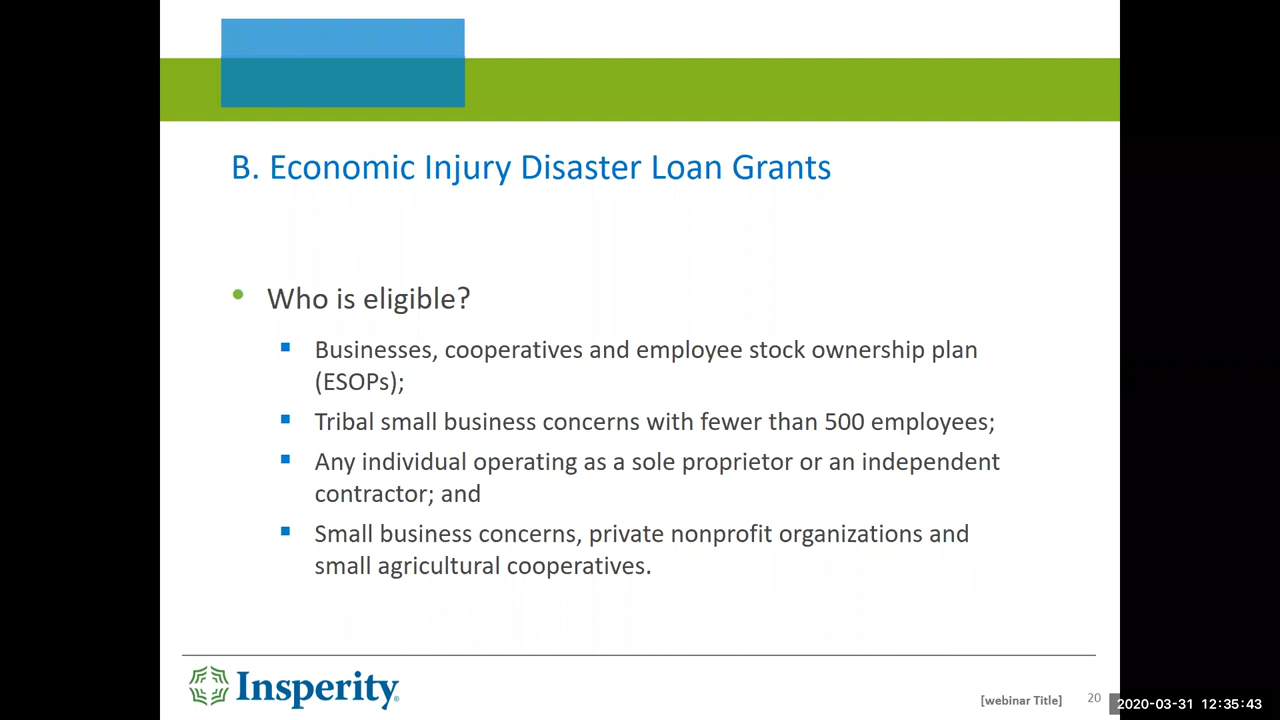 B. Economic Injury Disaster Loan Grants
Who is eligible?
Businesses, cooperatives and employee stock ownership plan
(ESOPs);
Tribal small business concerns with fewer than 500 employees;
Any individual operating as a sole proprietor or an independent
contractor; and
Small business concerns, private nonprofit organizations and
small agricultural cooperatives.
Insperity
[webinar Title]
20
2020-03-31 12:35:43